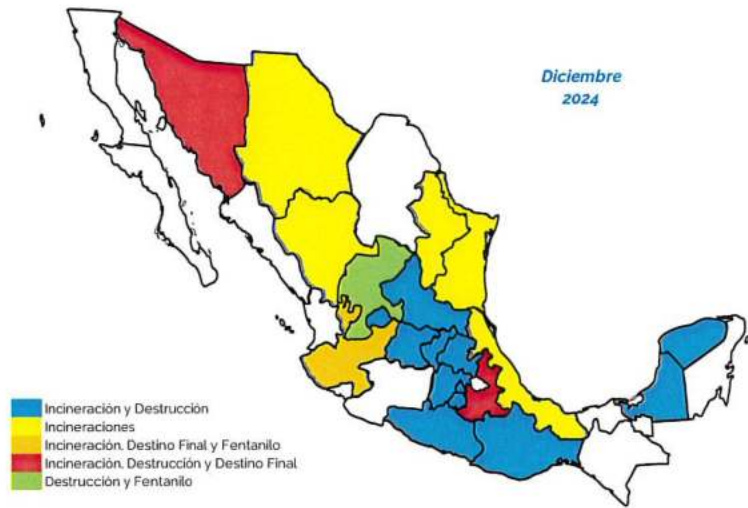 Diciembre
2024
Incineración y Destrucción
Incineraciones
Incineración. Destino Final y Fentanilo
Incineración. Destrucción y Destino Final
Destrucción y Fentanilo